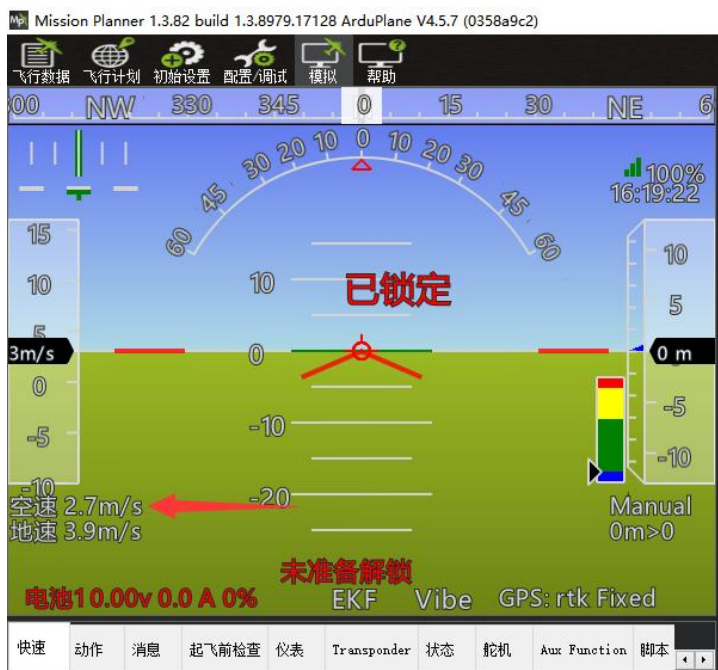 Mission Planner 1.3.82 build 1.3.8979.17128 ArduPlane V4.5.7 (0358a9c2)
飞行数据 飞行计划 初始设置 配置/调试 模拟 帮助
300 NW 330 345 0 15 30 NE 6
60 45 30 20 10 0 10 20 30 45 60
100%
16:19:22
15 10 5 3m/s 0 -5 -10
10 0 -10 -20
10 5 0 m -5 -10
已锁定
空速 2.7m/s
地速 3.9m/s
Manual
0m>0
未准备解锁
电池1 0.00v 0.0 A 0% EKF Vibe GPS: rtk Fixed
快速 动作 消息 起飞前检查 仪表 Transponder 状态 舵机 Aux Function 脚本